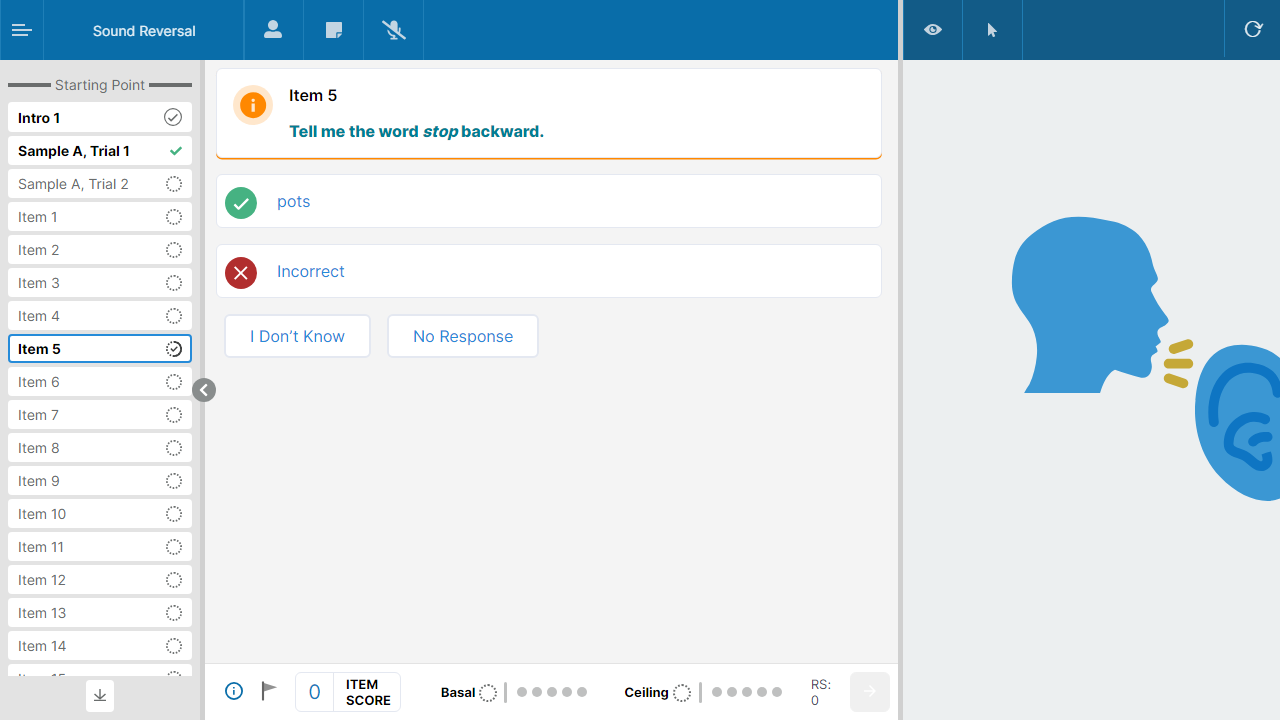 Sound Reversal
Starting Point
Intro 1
Sample A, Trial 1
Sample A, Trial 2
Item 1
Item 2
Item 3
Item 4
Item 5
Item 6
Item 7
Item 8
Item 9
Item 10
Item 11
Item 12
Item 13
Item 14
Item 15
Item 5
Tell me the word stop backward.
pots
Incorrect
I Don’t Know
No Response
0
ITEM
SCORE
Basal
Ceiling
RS:
0